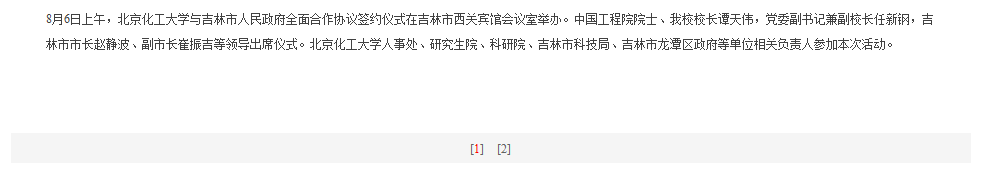 8月6日上午，北京化工大学与吉林市人民政府全面合作协议签约仪式在吉林市西关宾馆会议室举办。中国工程院院士、我校校长谭天伟，党委副书记兼副校长任新钢，吉
林市市长赵静波、副市长崔振吉等领导出席仪式。北京化工大学人事处、研究生院、科研院、吉林市科技局、吉林市龙潭区政府等单位相关负责人参加本次活动。
[1] [2]